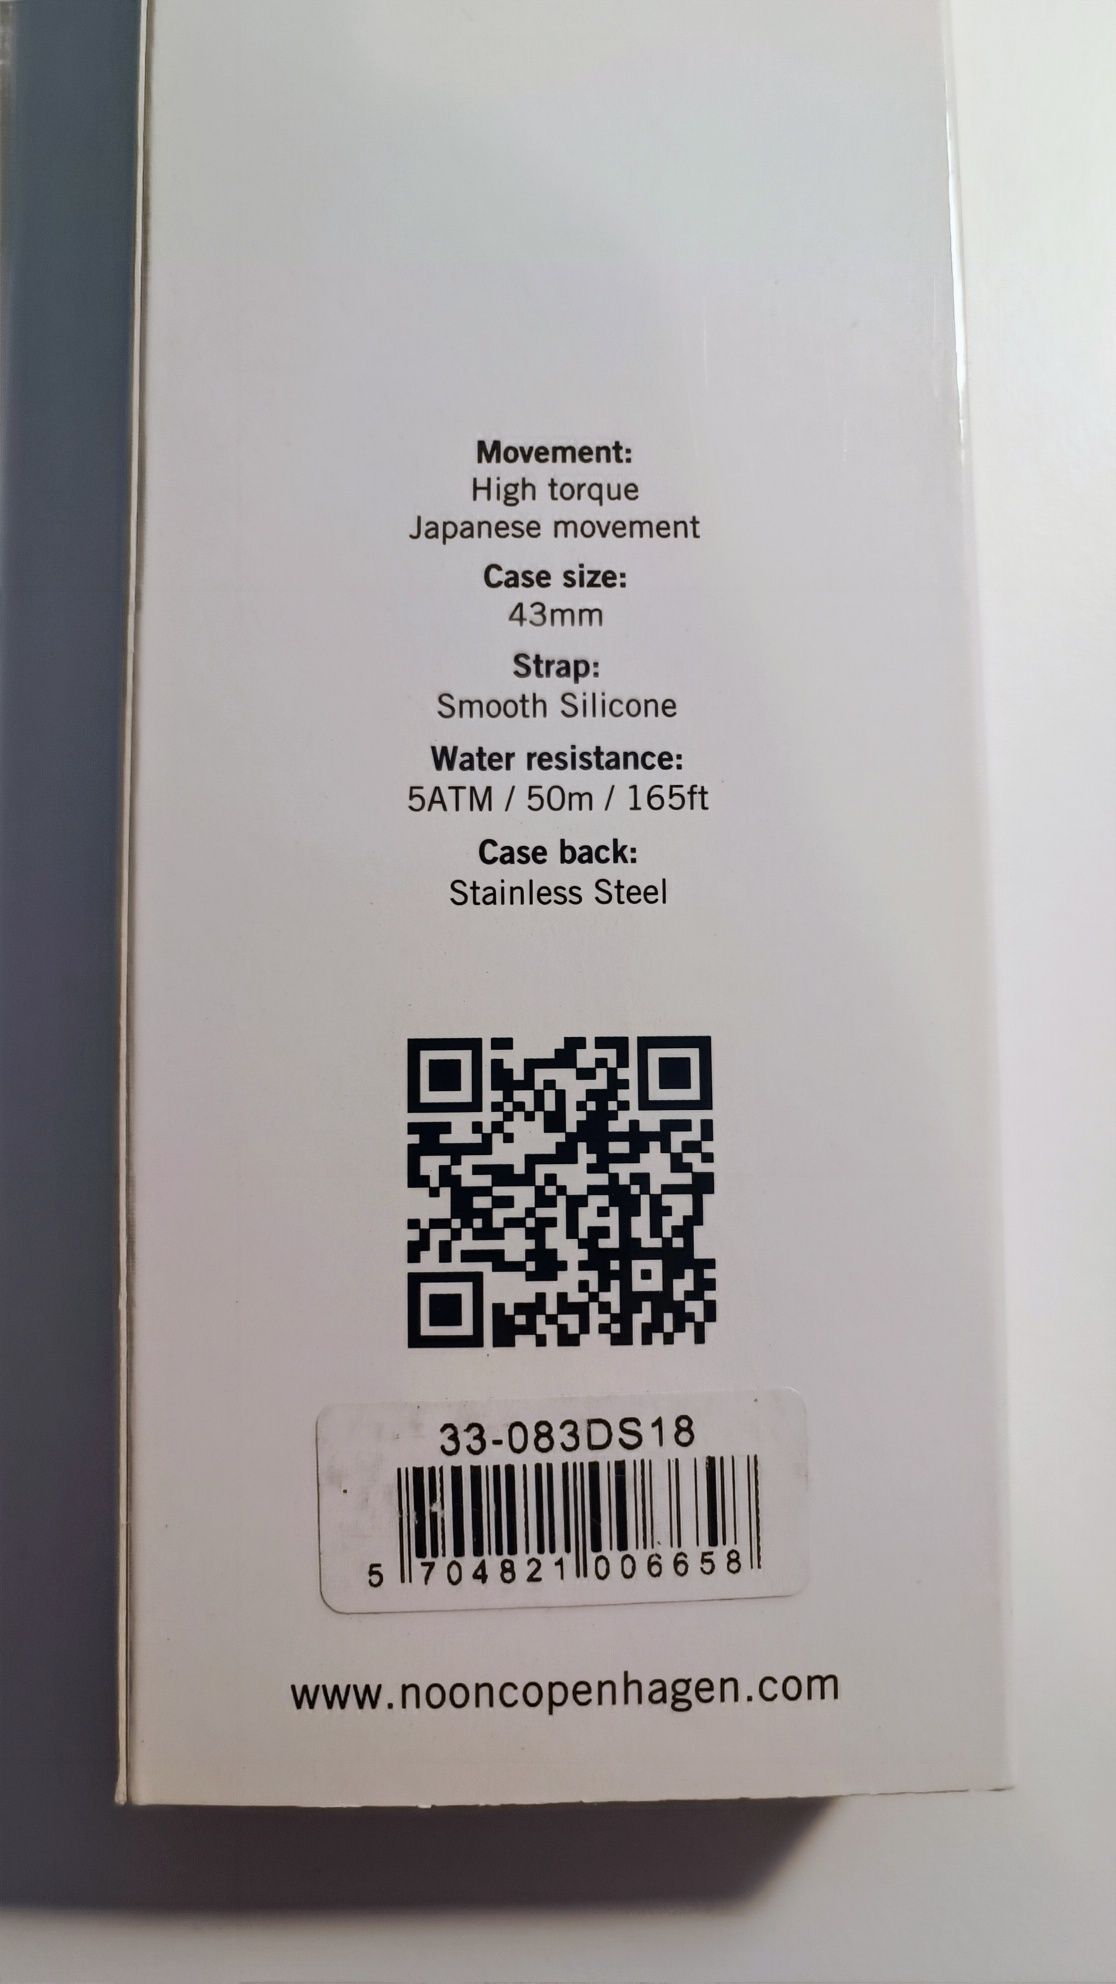 Movement:
High torque
Japanese movement
Case size:
43mm
Strap:
Smooth Silicone
Water resistance:
5ATM / 50m / 165ft
Case back:
Stainless Steel
33-083DS18
5 704821 006658
www.nooncopenhagen.com